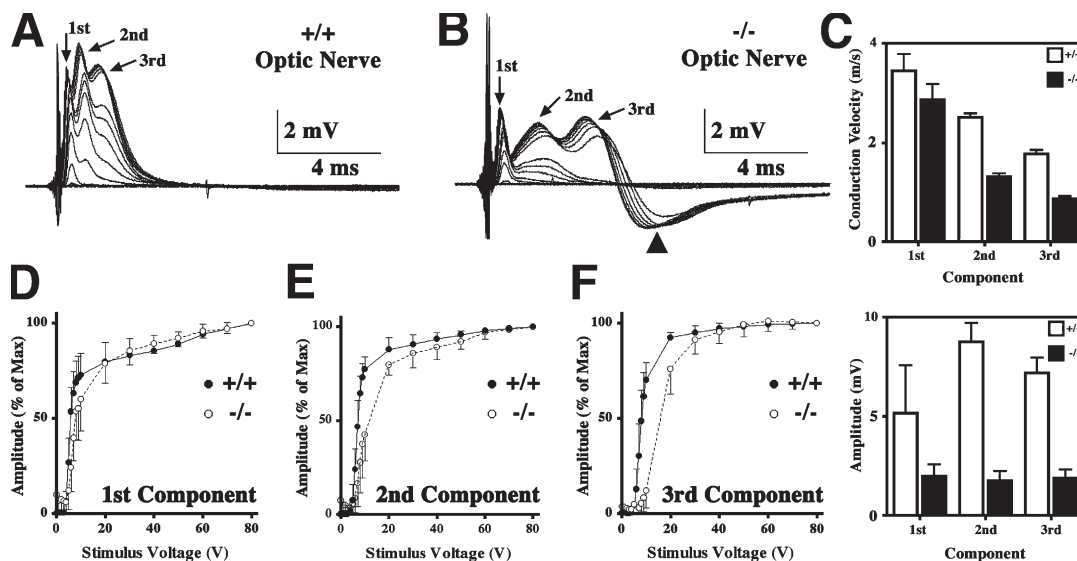 A
1st
2nd
3rd
+/+
Optic Nerve
2 mV
4 ms
B
1st
2nd
3rd
-/-
Optic Nerve
2 mV
4 ms
C
Conduction Velocity (m/s)
4
2
0
1st
2nd
3rd
Component
D
Amplitude (% of Max)
100
50
0
+/+
-/-
1st Component
0
20
40
60
80
Stimulus Voltage (V)
E
Amplitude (% of Max)
100
50
0
+/+
-/-
2nd Component
0
20
40
60
80
Stimulus Voltage (V)
F
Amplitude (% of Max)
100
50
0
+/+
-/-
3rd Component
0
20
40
60
80
Stimulus Voltage (V)
Amplitude (mV)
10
5
0
1st
2nd
3rd
Component